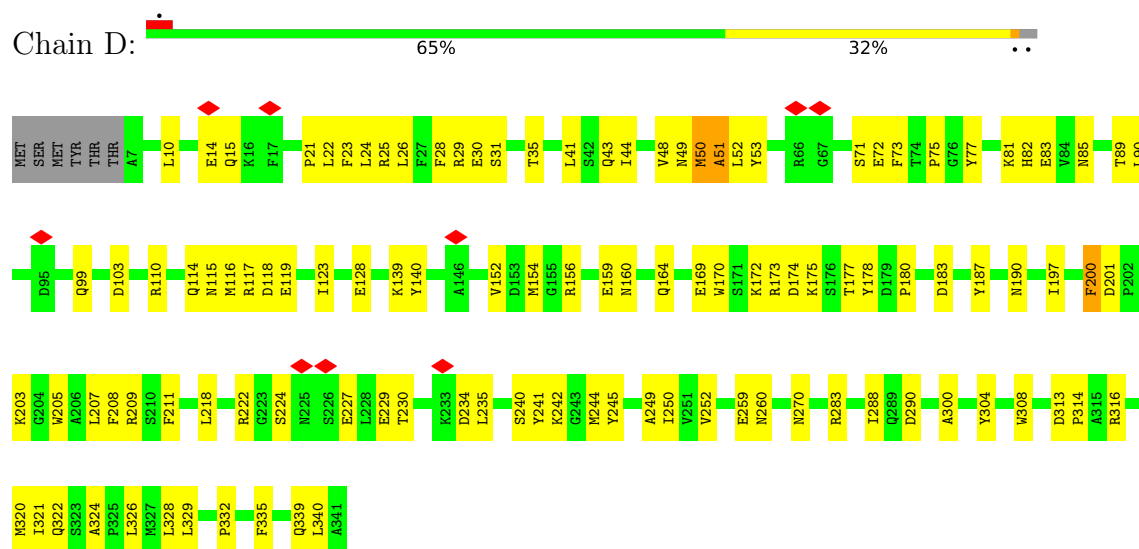 Chain D:
65% 32%
MET SER MET TYR THR THR A7 L10 E14 Q15 K16 F17 P21 L22 F23 L24 R25 L26 F27 F28 R29 E30 S31 T35 L41 S42 Q43 I44 V48 N49 M50 A51 L52 Y53 R66 G67 S71 E72 F73 T74 P75 G76 Y77 K81 H82 E83 V84 N85 T89 L90
D95 Q99 D103 R110 Q114 N115 M116 R117 D118 E119 I123 E128 K139 Y140 A146 V152 D153 M154 G155 R156 E159 N160 Q164 E169 W170 S171 K172 R173 D174 K175 S176 T177 Y178 D179 P180 D183 Y187 N190 I197 F200 D201 P202
K203 G204 W205 A206 L207 F208 R209 S210 F211 L218 R222 G223 S224 N225 S226 E227 L228 E229 T230 K233 D234 L235 S240 Y241 K242 G243 M244 Y245 A249 I250 V251 V252 E259 N260 N270 R283 I288 Q289 D290 A300 Y304 W308 D313 P314 A315 R316
M320 I321 Q322 S323 A324 P325 L326 M327 L328 L329 P332 F335 Q339 L340 A341